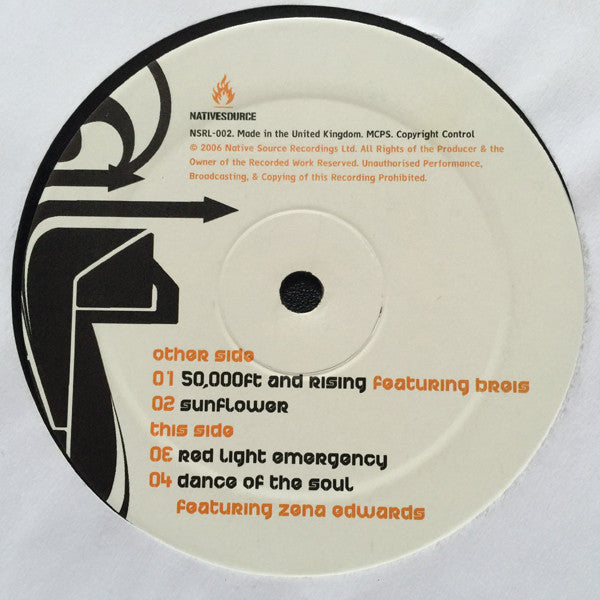 NATIVESOURCE
NSRL-002. Made in the United Kingdom. MCPS. Copyright Control
© 2006 Native Source Recordings Ltd. All Rights of the Producer & the
Owner of the Recorded Work Reserved. Unauthorised Performance,
Broadcasting, & Copying of this Recording Prohibited.
other side
01 50,000ft and rising featuring breis
02 sunflower
this side
03 red light emergency
04 dance of the soul
featuring zena edwards